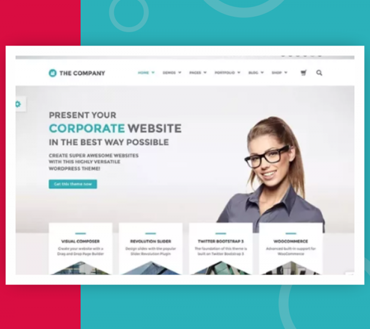 THE COMPANY
HOME DEMOS PAGES PORTFOLIO BLOG SHOP
PRESENT YOUR
CORPORATE WEBSITE
IN THE BEST WAY POSSIBLE
CREATE SUPER AWESOME WEBSITES
WITH THIS HIGHLY VERSATILE
WORDPRESS THEME!
Get this theme now
VISUAL COMPOSER REVOLUTION SLIDER TWITTER BOOTSTRAP 3 WOOCOMMERCE
Create your website with a Design slider with the popular The foundation of this theme is Advanced built-in support for
Drag and Drop Page Builder Slider Revolution Plugin built on Twitter Bootstrap 3 WooCommerce